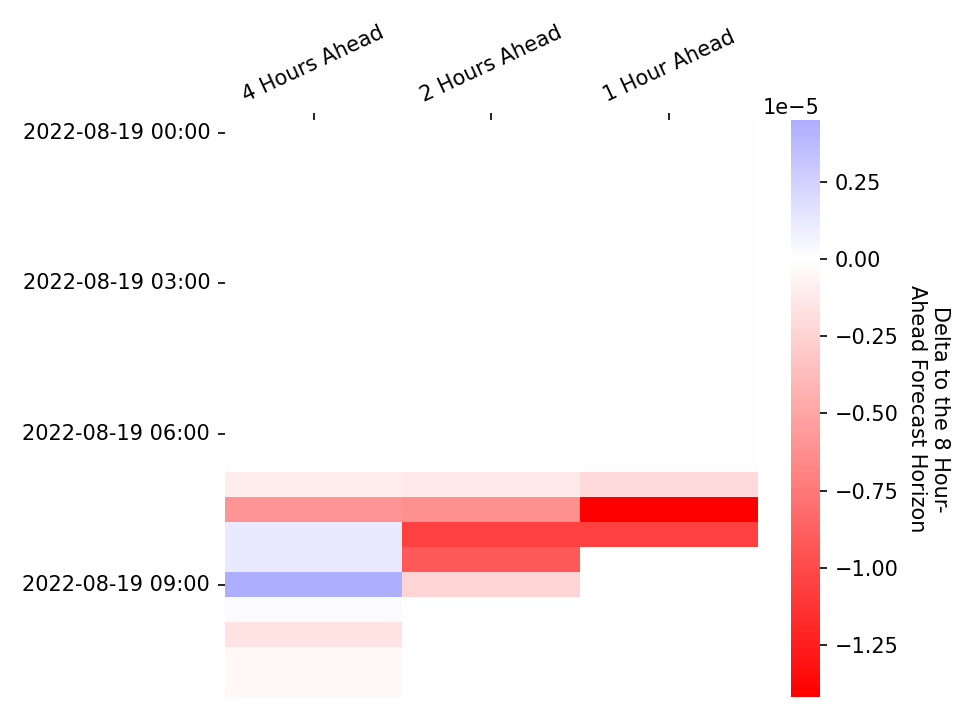 4 Hours Ahead
2 Hours Ahead
1 Hour Ahead
1e−5
2022-08-19 00:00
2022-08-19 03:00
2022-08-19 06:00
2022-08-19 09:00
0.25
0.00
−0.25
−0.50
−0.75
−1.00
−1.25
Delta to the 8 Hour-
Ahead Forecast Horizon